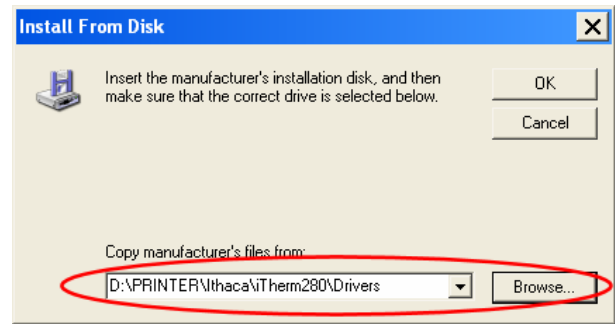 Install From Disk
Insert the manufacturer's installation disk, and then
make sure that the correct drive is selected below.
OK
Cancel
Copy manufacturer's files from:
D:\PRINTER\Ithaca\iTherm280\Drivers
Browse...